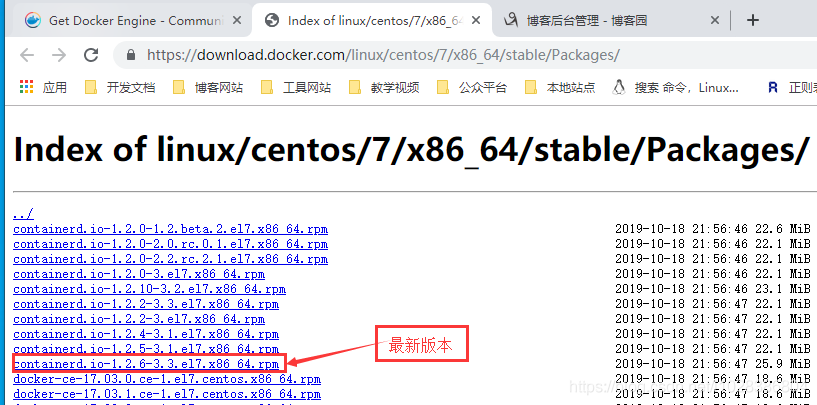 Get Docker Engine - Communi
Index of linux/centos/7/x86_64/
博客后台管理 - 博客园
https://download.docker.com/linux/centos/7/x86_64/stable/Packages/
应用 开发文档 博客网站 工具网站 教学视频 公众平台 本地站点 搜索 命令，Linux... R 正则
Index of linux/centos/7/x86_64/stable/Packages/
../
containerd.io-1.2.0-1.2.beta.2.el7.x86_64.rpm 2019-10-18 21:56:46 22.6 MiB
containerd.io-1.2.0-2.0.rc.0.1.el7.x86_64.rpm 2019-10-18 21:56:46 22.1 MiB
containerd.io-1.2.0-2.2.rc.2.1.el7.x86_64.rpm 2019-10-18 21:56:46 22.1 MiB
containerd.io-1.2.0-3.el7.x86_64.rpm 2019-10-18 21:56:46 22.1 MiB
containerd.io-1.2.10-3.2.el7.x86_64.rpm 2019-10-18 21:56:46 23.1 MiB
containerd.io-1.2.2-3.3.el7.x86_64.rpm 2019-10-18 21:56:47 22.1 MiB
containerd.io-1.2.2-3.el7.x86_64.rpm 2019-10-18 21:56:47 22.1 MiB
containerd.io-1.2.4-3.1.el7.x86_64.rpm 2019-10-18 21:56:47 22.1 MiB
containerd.io-1.2.5-3.1.el7.x86_64.rpm 2019-10-18 21:56:47 22.1 MiB
containerd.io-1.2.6-3.3.el7.x86_64.rpm 2019-10-18 21:56:47 25.9 MiB
最新版本
docker-ce-17.03.0.ce-1.el7.centos.x86_64.rpm 2019-10-18 21:56:47 18.6 MiB
docker-ce-17.03.1.ce-1.el7.centos.x86_64.rpm 2019-10-18 21:56:47 18.6 MiB